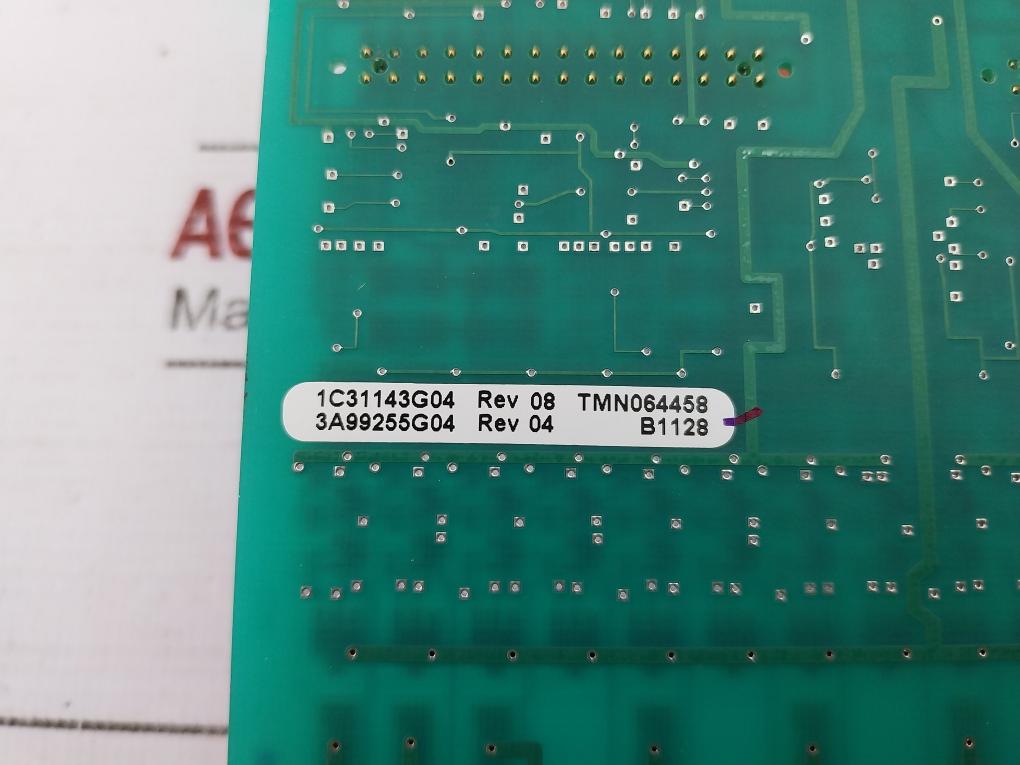 1C31143G04 Rev 08 TMN064458
3A99255G04 Rev 04 B1128